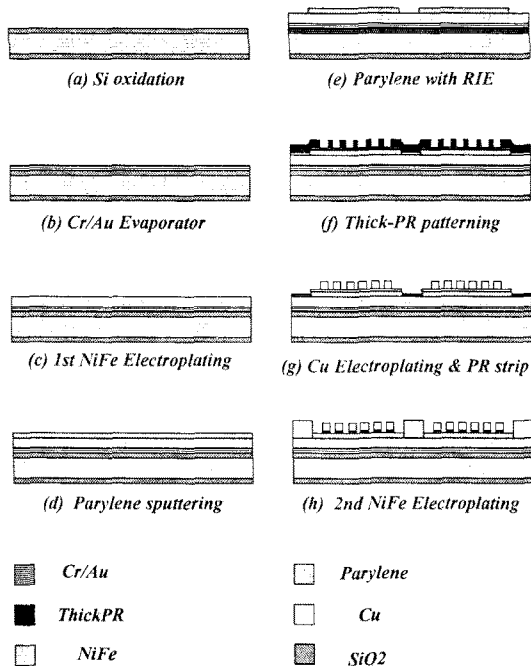 (a) Si oxidation
(b) Cr/Au Evaporator
(c) 1st NiFe Electroplating
(d) Parylene sputtering
(e) Parylene with RIE
(f) Thick-PR patterning
(g) Cu Electroplating & PR strip
(h) 2nd NiFe Electroplating
Cr/Au
ThickPR
NiFe
Parylene
Cu
SiO2